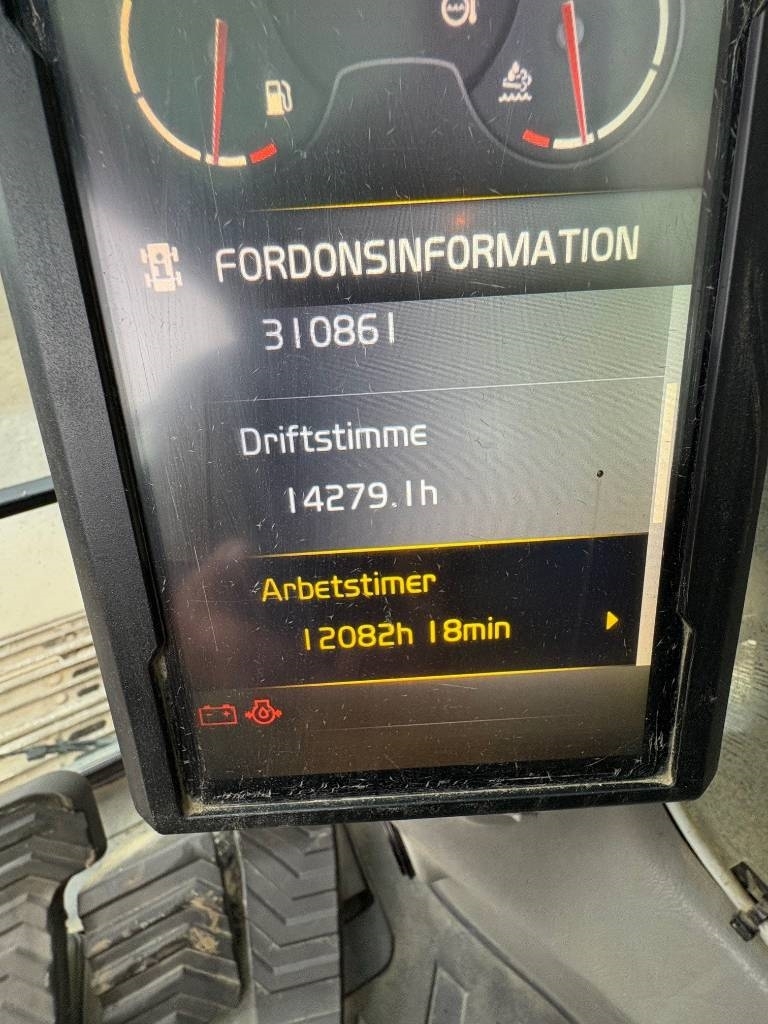 FORDONSINFORMATION
310861
Driftstimme
14279.1h
Arbetstimer
12082h 18min